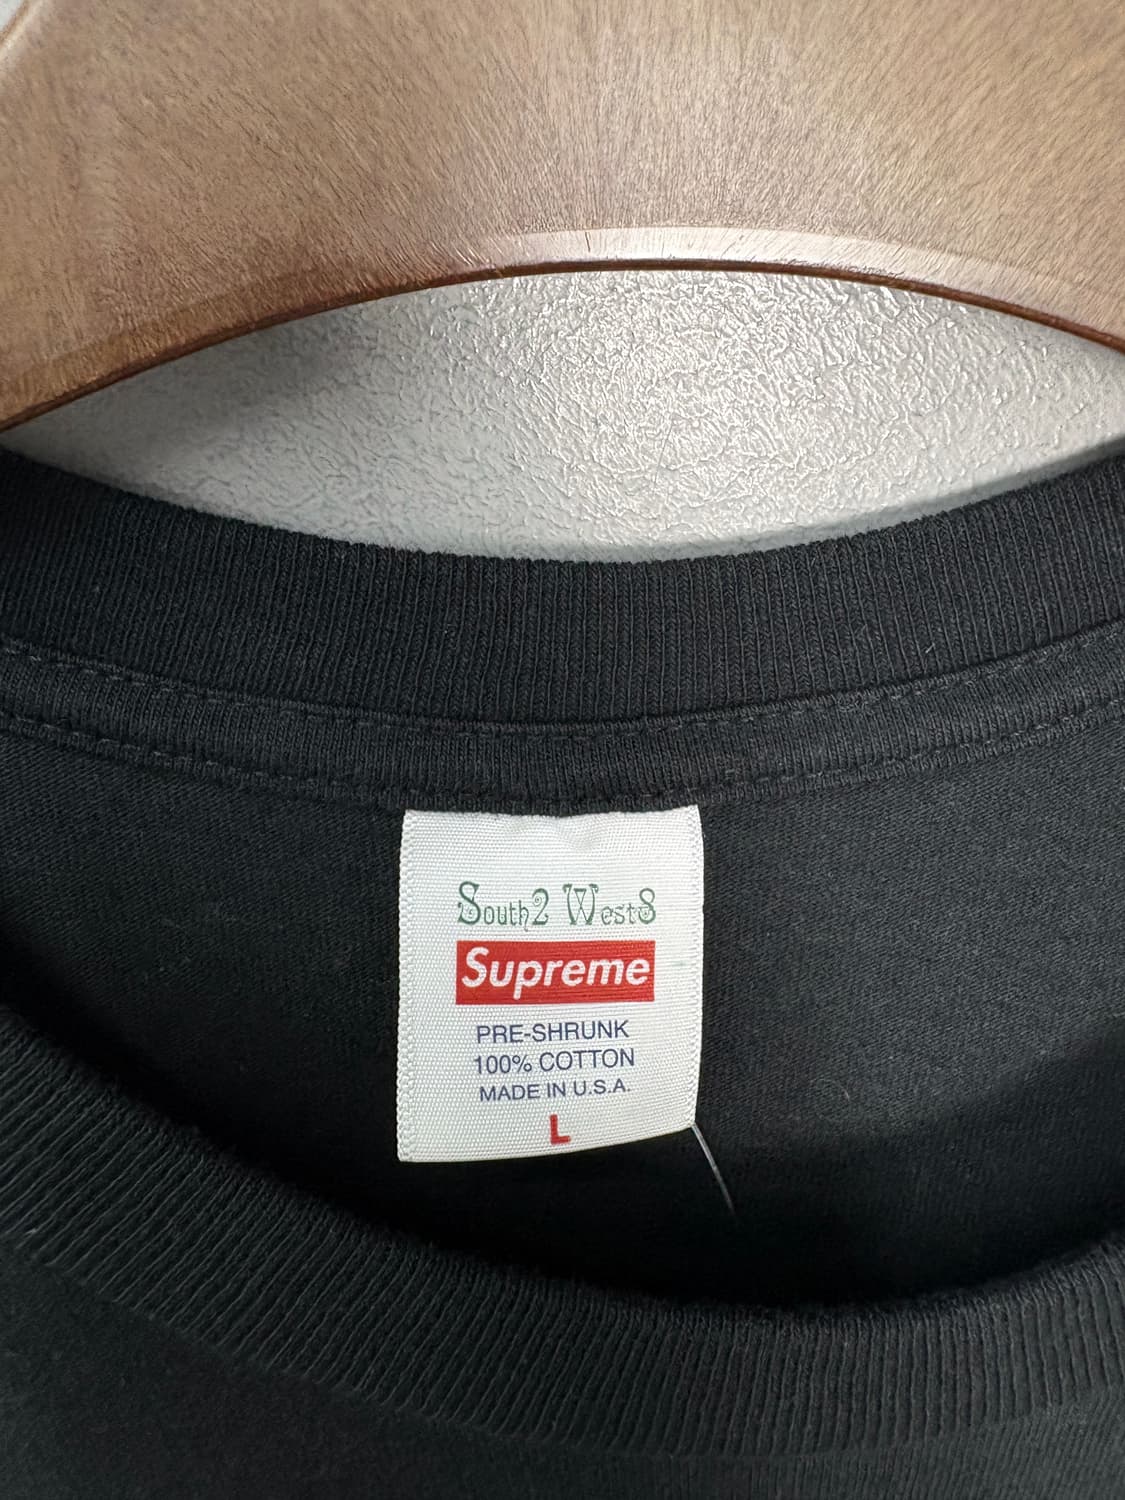 South2 West8
Supreme
PRE-SHRUNK
100% COTTON
MADE IN U.S.A.
L